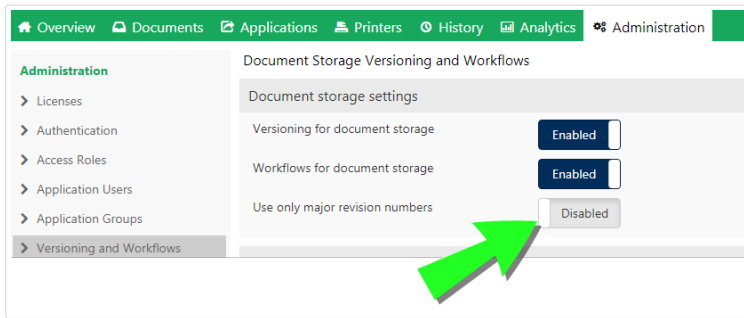 Overview Documents Applications Printers History Analytics Administration
Administration
Licenses
Authentication
Access Roles
Application Users
Application Groups
Versioning and Workflows
Document Storage Versioning and Workflows
Document storage settings
Versioning for document storage Enabled
Workflows for document storage Enabled
Use only major revision numbers Disabled